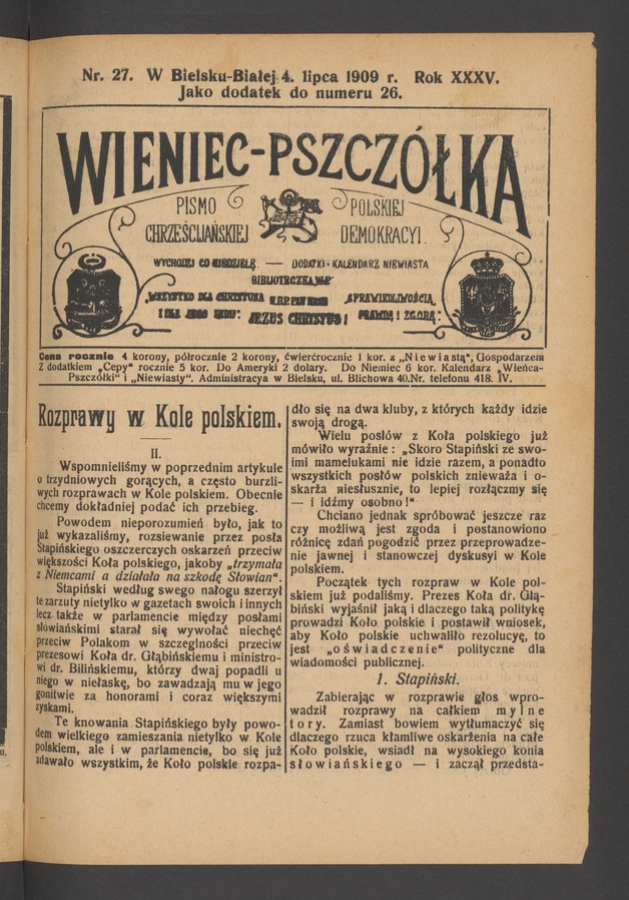 Nr. 27. W Bielsku-Białej 4. lipca 1909 r. Rok XXXV.
Jako dodatek do numeru 26.
WIENIEC-PSZCZÓŁKA
PISMO POLSKIEJ
CHRZEŚCIJAŃSKIEJ DEMOKRACYI.
WYCHODZI CO NIEDZIELĘ — DODATKI - KALENDARZ NIEWIASTA
BIBLIOTECZKA
„WSZYSTKO DLA CHRYSTUSA SPRAWIEDLIWOŚCIĄ,
JEZUS CHRYSTUS! PRAWDĄ I ZGODĄ".
Cena rocznie 4 korony, półrocznie 2 korony, ćwierćrocznie 1 kor. z „Niewiastą", Gospodarzem
Z dodatkiem „Cepy" rocznie 5 kor. Do Ameryki 2 dolary. Do Niemiec 6 kor. Kalendarz „Wieńca-
Pszczółki" i „Niewiasty". Administracya w Bielsku, ul. Blichowa 40. Nr. telefonu 418. IV.
Rozprawy w Kole polskiem.
II.
Wspomnieliśmy w poprzednim artykule
o trzydniowych gorących, a często burzli-
wych rozprawach w Kole polskiem. Obecnie
chcemy dokładniej podać ich przebieg.
Powodem nieporozumień było, jak to
już wykazaliśmy, rozsiewanie przez posła
Stapińskiego oszczerczych oskarzeń przeciw
większości Koła polskiego, jakoby „trzymała
z Niemcami a działała na szkodę Słowian".
Stapiński według swego nałogu szerzył
te zarzuty nietylko w gazetach swoich i innych
lecz także w parlamencie między posłami
słowiańskimi starał się wywołać niechęć
przeciw Polakom w szczeglności przeciw
prezesowi Koła dr. Głąbińskiemu i ministro-
wi dr. Bilińskiemu, którzy dwaj popadli u
niego w niełaskę, bo zawadzają mu w jego
gonitwie za honorami i coraz większymi
zyskami.
Te knowania Stapińskiego były powo-
dem wielkiego zamieszania nietylko w Kole
polskiem, ale i w parlamencie, bo się już
zdawało wszystkim, że Koło polskie rozpa-
dło się na dwa kluby, z których każdy idzie
swoją drogą.
Wielu posłów z Koła polskiego już
mówiło wyraźnie : „Skoro Stapiński ze swo-
imi mamelukami nie idzie razem, a ponadto
wszystkich posłów polskich znieważa i o-
skarża niesłusznie, to lepiej rozłączmy się
— i idźmy osobno !"
Chciano jednak spróbować jeszcze raz
czy możliwą jest zgoda i postanowiono
różnicę zdań pogodzić przez przeprowadze-
nie jawnej i stanowczej dyskusyi w Kole
polskiem.
Początek tych rozpraw w Kole pol-
skiem już podaliśmy. Prezes Koła dr. Głą-
biński wyjaśnił jaką i dlaczego taką politykę
prowadzi Koło polskie i postawił wniosek,
aby Koło polskie uchwaliło rezolucyę, to
jest „oświadczenie" polityczne dla
wiadomości publicznej.
1. Stapiński.
Zabierając w rozprawie głos wpro-
wadził rozprawy na całkiem mylne
tory. Zamiast bowiem wytłumaczyć się
dlaczego rzuca kłamliwe oskarżenia na całe
Koło polskie, wsiadł na wysokiego konia
słowiańskiego — i zaczął przedsta-